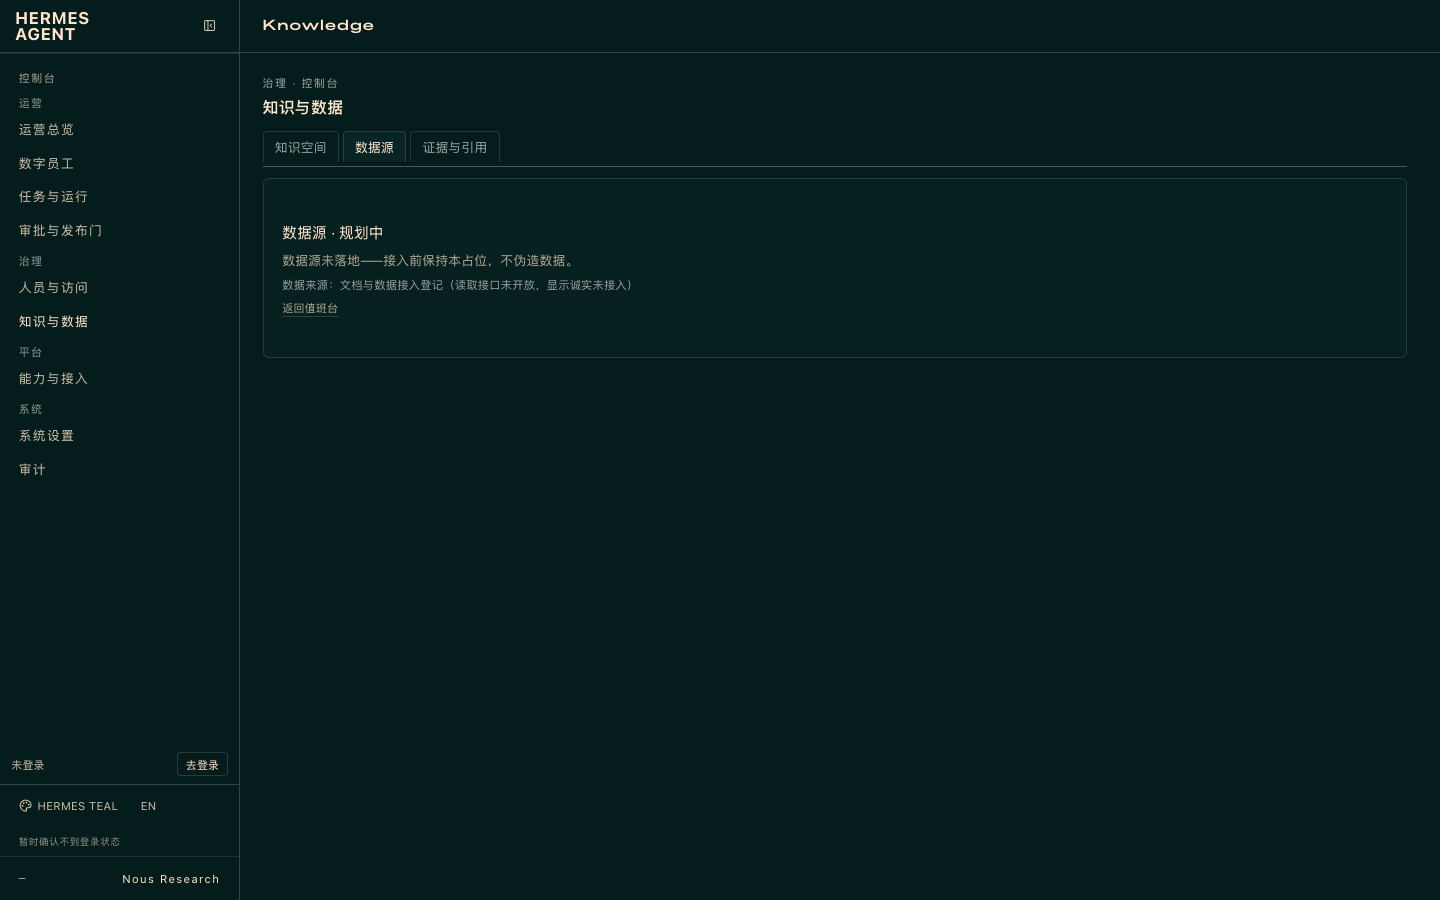 HERMES
AGENT
控制台
运营
运营总览
数字员工
任务与运行
审批与发布门
治理
人员与访问
知识与数据
平台
能力与接入
系统
系统设置
审计
未登录
去登录
HERMES TEAL
EN
暂时确认不到登录状态
—
Nous Research
Knowledge
治理 · 控制台
知识与数据
知识空间
数据源
证据与引用
数据源 · 规划中
数据源未落地——接入前保持本占位，不伪造数据。
数据来源：文档与数据接入登记（读取接口未开放，显示诚实未接入）
返回值班台